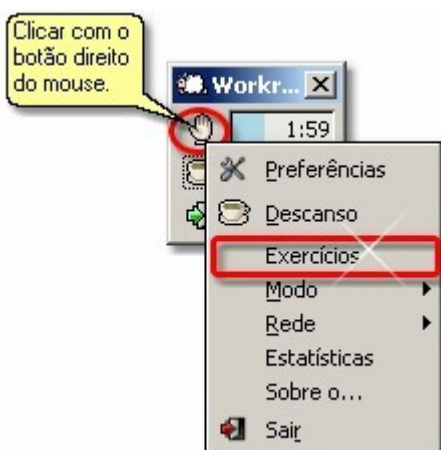 Clicar com o
botão direito
do mouse.
Workr...
1:59
Preferências
Descanso
Exercícios
Modo
Rede
Estatísticas
Sobre o...
Sair